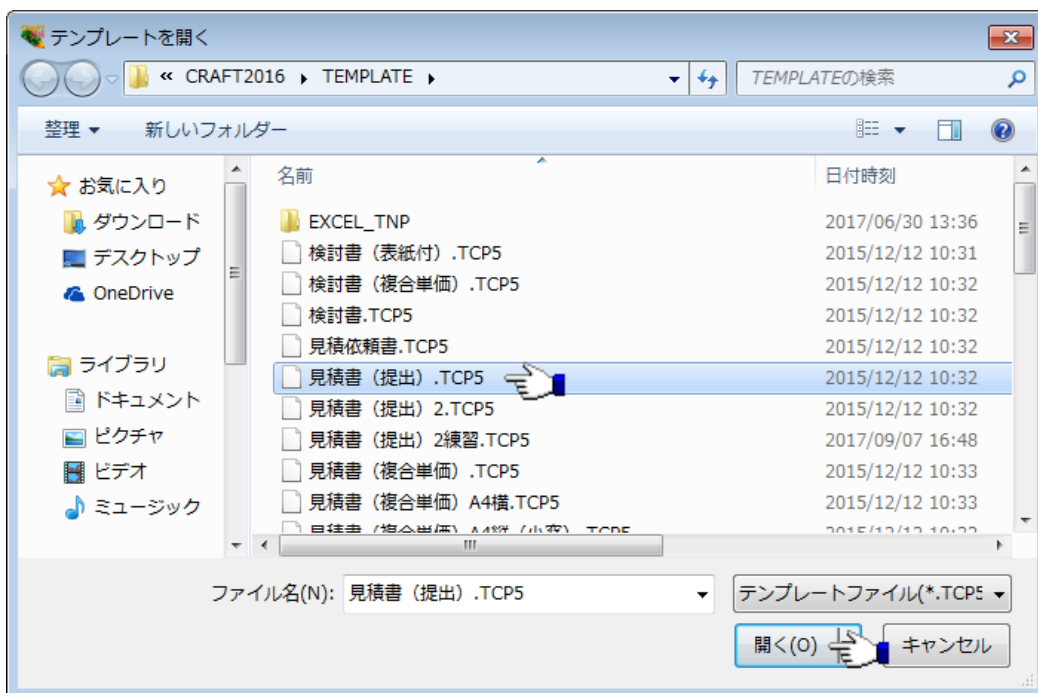 テンプレートを開く
« CRAFT2016 ▸ TEMPLATE ▸
TEMPLATEの検索
整理 ▼ 新しいフォルダー
名前 日付時刻
お気に入り
ダウンロード
デスクトップ
OneDrive
ライブラリ
ドキュメント
ピクチャ
ビデオ
ミュージック
EXCEL_TNP 2017/06/30 13:36
検討書（表紙付）.TCP5 2015/12/12 10:31
検討書（複合単価）.TCP5 2015/12/12 10:32
検討書.TCP5 2015/12/12 10:32
見積依頼書.TCP5 2015/12/12 10:32
見積書（提出）.TCP5 2015/12/12 10:32
見積書（提出）2.TCP5 2015/12/12 10:32
見積書（提出）2練習.TCP5 2017/09/07 16:48
見積書（複合単価）.TCP5 2015/12/12 10:33
見積書（複合単価）A4横.TCP5 2015/12/12 10:33
ファイル名(N): 見積書（提出）.TCP5
テンプレートファイル(*.TCP5
開く(O) キャンセル